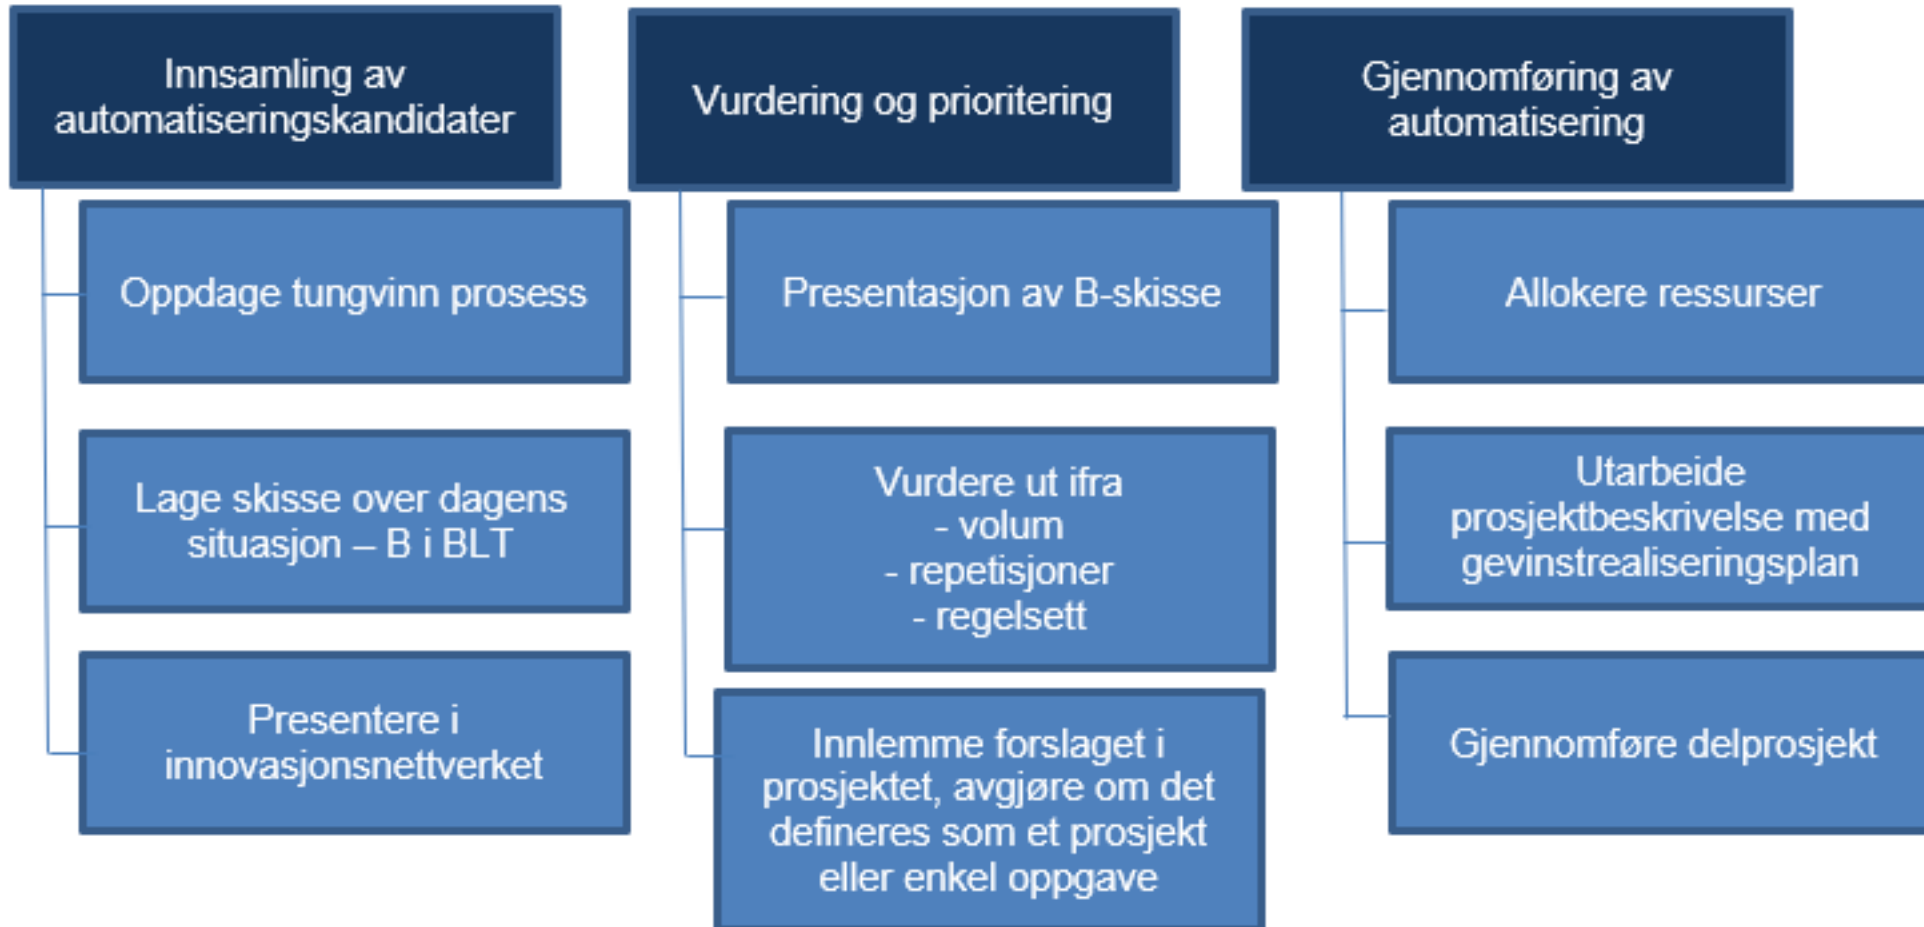 Innsamling av
automatiseringskandidater
Oppdage tungvinn prosess
Lage skisse over dagens
situasjon – B i BLT
Presentere i
innovasjonsnettverket
Vurdering og prioritering
Presentasjon av B-skisse
Vurdere ut ifra
- volum
- repetisjoner
- regelsett
Innlemme forslaget i
prosjektet, avgjøre om det
defineres som et prosjekt
eller enkel oppgave
Gjennomføring av
automatisering
Allokere ressurser
Utarbeide
prosjektbeskrivelse med
gevinstrealiseringsplan
Gjennomføre delprosjekt